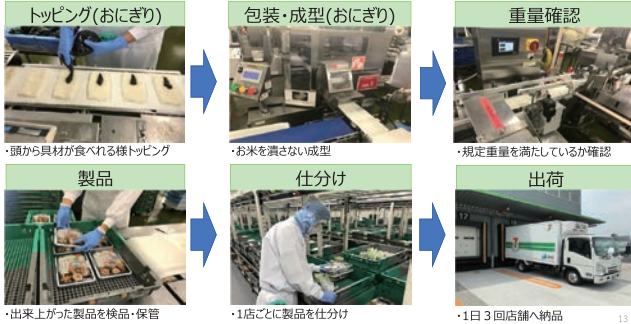 トッピング(おにぎり)
包装・成型(おにぎり)
重量確認
・頭から具材が食べれる様トッピング
・お米を潰さない成型
・規定重量を満たしているか確認
製品
仕分け
出荷
17
7
・出来上がった製品を検品・保管
・1店ごとに製品を仕分け
・1日3回店舗へ納品
13